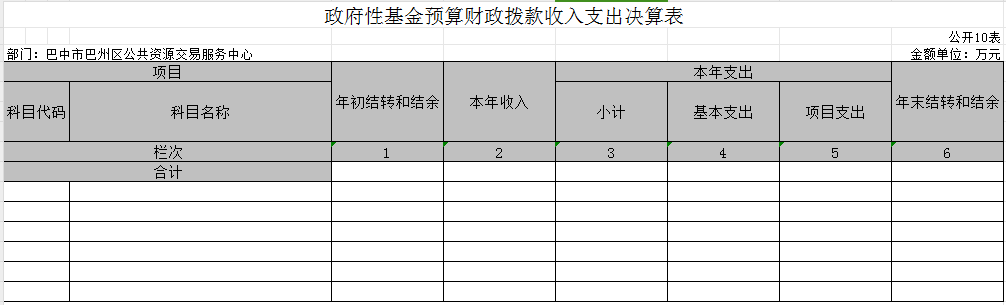 政府性基金预算财政拨款收入支出决算表
公开10表
部门：巴中市巴州区公共资源交易服务中心 金额单位：万元
项目 年初结转和结余 本年收入 本年支出 年末结转和结余
科目代码 科目名称 小计 基本支出 项目支出
栏次 1 2 3 4 5 6
合计